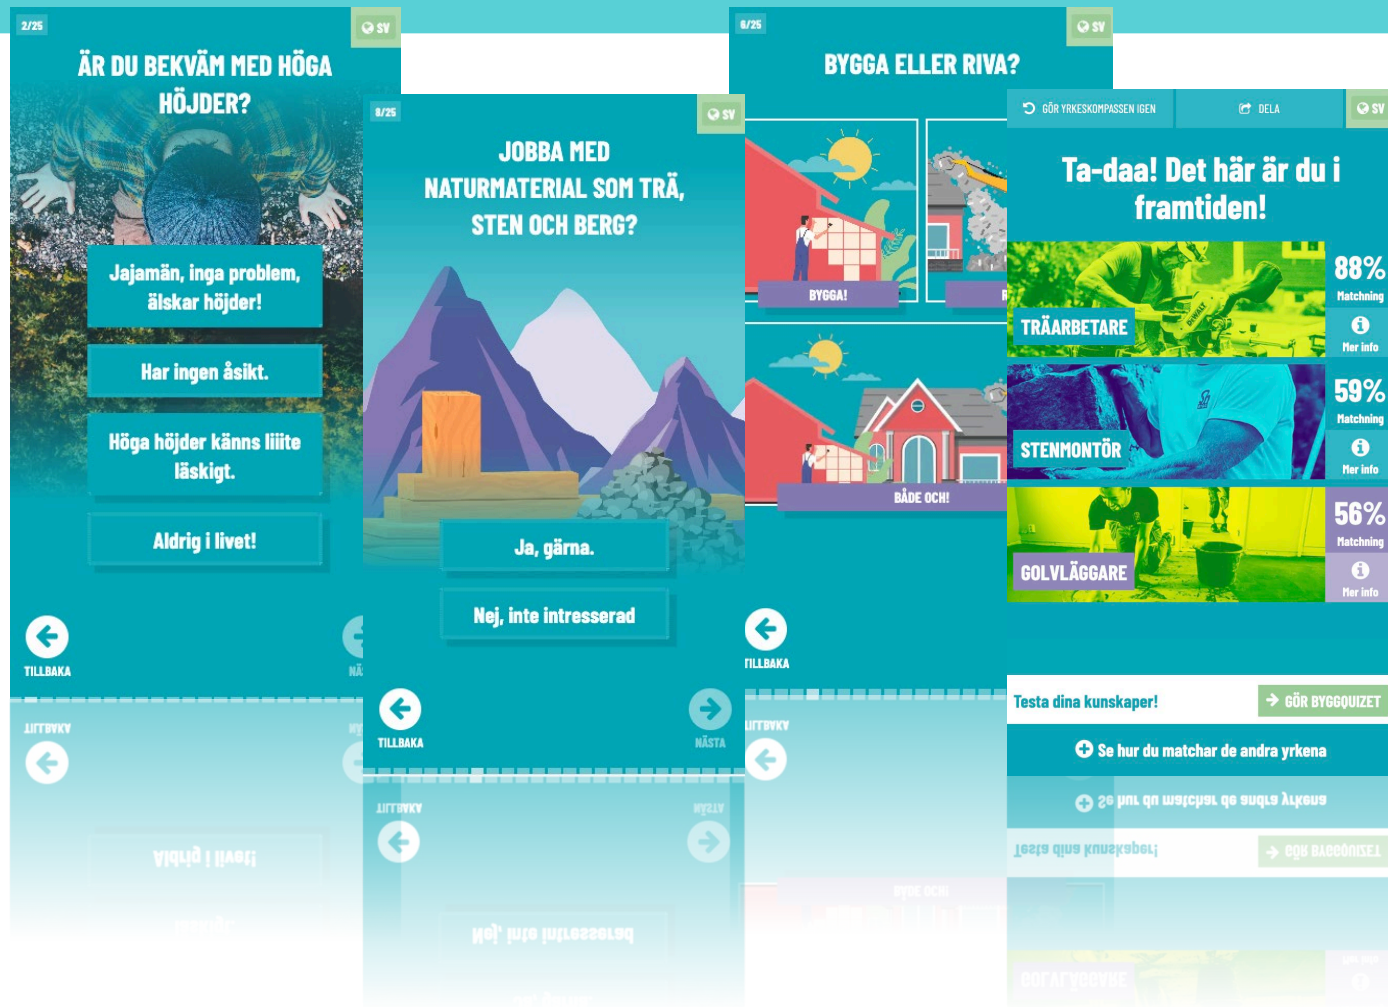 2/25
SV
ÄR DU BEKVÄM MED HÖGA
HÖJDER?
Jajamän, inga problem,
älskar höjder!
Har ingen åsikt.
Höga höjder känns liiite
läskigt.
Aldrig i livet!
TILLBAKA
8/25
SV
JOBBA MED
NATURMATERIAL SOM TRÄ,
STEN OCH BERG?
Ja, gärna.
Nej, inte intresserad
TILLBAKA
NÄSTA
6/25
SV
BYGGA ELLER RIVA?
BYGGA!
BÅDE OCH!
TILLBAKA
GÖR YRKESKOMPASSEN IGEN
DELA
SV
Ta-daa! Det här är du i
framtiden!
TRÄARBETARE
88%
Matchning
Mer info
STENMONTÖR
59%
Matchning
Mer info
GOLVLÄGGARE
56%
Matchning
Mer info
Testa dina kunskaper!
GÖR BYGGQUIZET
Se hur du matchar de andra yrkena